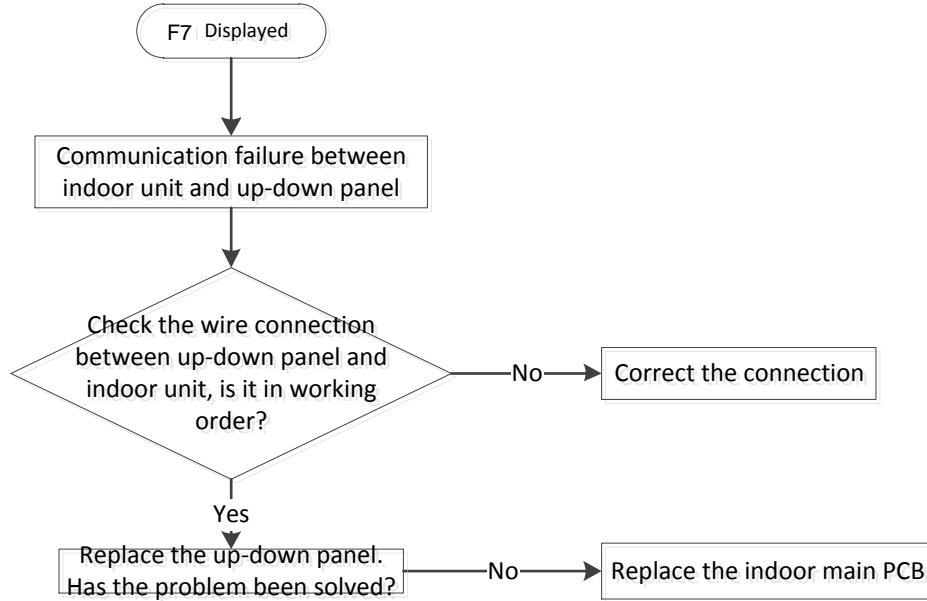 F7 Displayed
Communication failure between
indoor unit and up-down panel
Check the wire connection
between up-down panel and
indoor unit, is it in working
order?
No
Correct the connection
Yes
Replace the up-down panel.
Has the problem been solved?
No
Replace the indoor main PCB